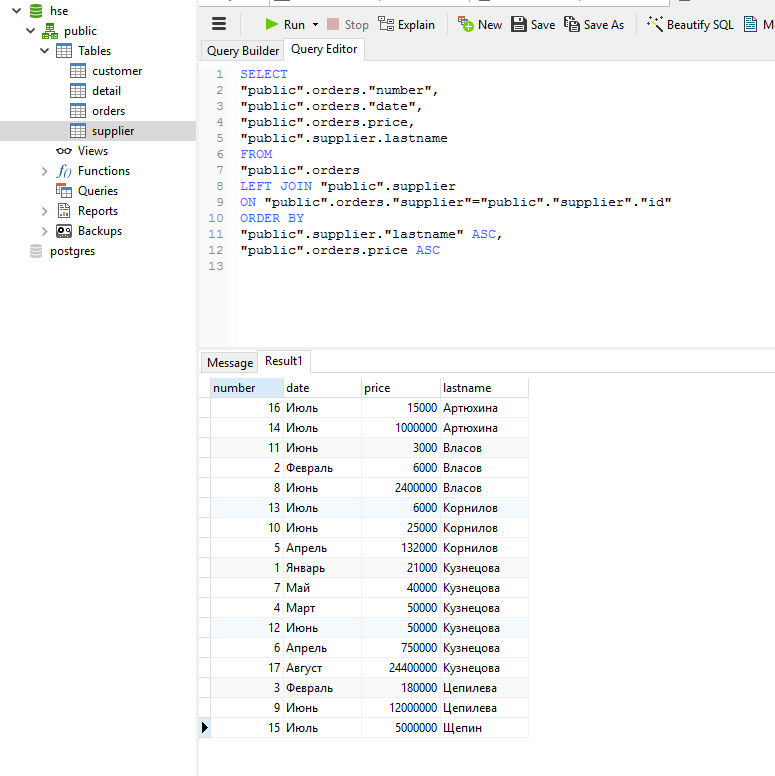 hse
public
Tables
customer
detail
orders
supplier
Views
Functions
Queries
Reports
Backups
postgres
Run Stop Explain New Save Save As Beautify SQL
Query Builder Query Editor
1 SELECT
2 "public".orders."number",
3 "public".orders."date",
4 "public".orders.price,
5 "public".supplier.lastname
6 FROM
7 "public".orders
8 LEFT JOIN "public".supplier
9 ON "public".orders."supplier"="public"."supplier"."id"
10 ORDER BY
11 "public".supplier."lastname" ASC,
12 "public".orders.price ASC
13
Message Result1
number date price lastname
16 Июль 15000 Артюхина
14 Июль 1000000 Артюхина
11 Июнь 3000 Власов
2 Февраль 6000 Власов
8 Июнь 2400000 Власов
13 Июль 6000 Корнилов
10 Июнь 25000 Корнилов
5 Апрель 132000 Корнилов
1 Январь 21000 Кузнецова
7 Май 40000 Кузнецова
4 Март 50000 Кузнецова
12 Июнь 50000 Кузнецова
6 Апрель 750000 Кузнецова
17 Август 24400000 Кузнецова
3 Февраль 180000 Цепилева
9 Июнь 12000000 Цепилева
15 Июль 5000000 Щепин